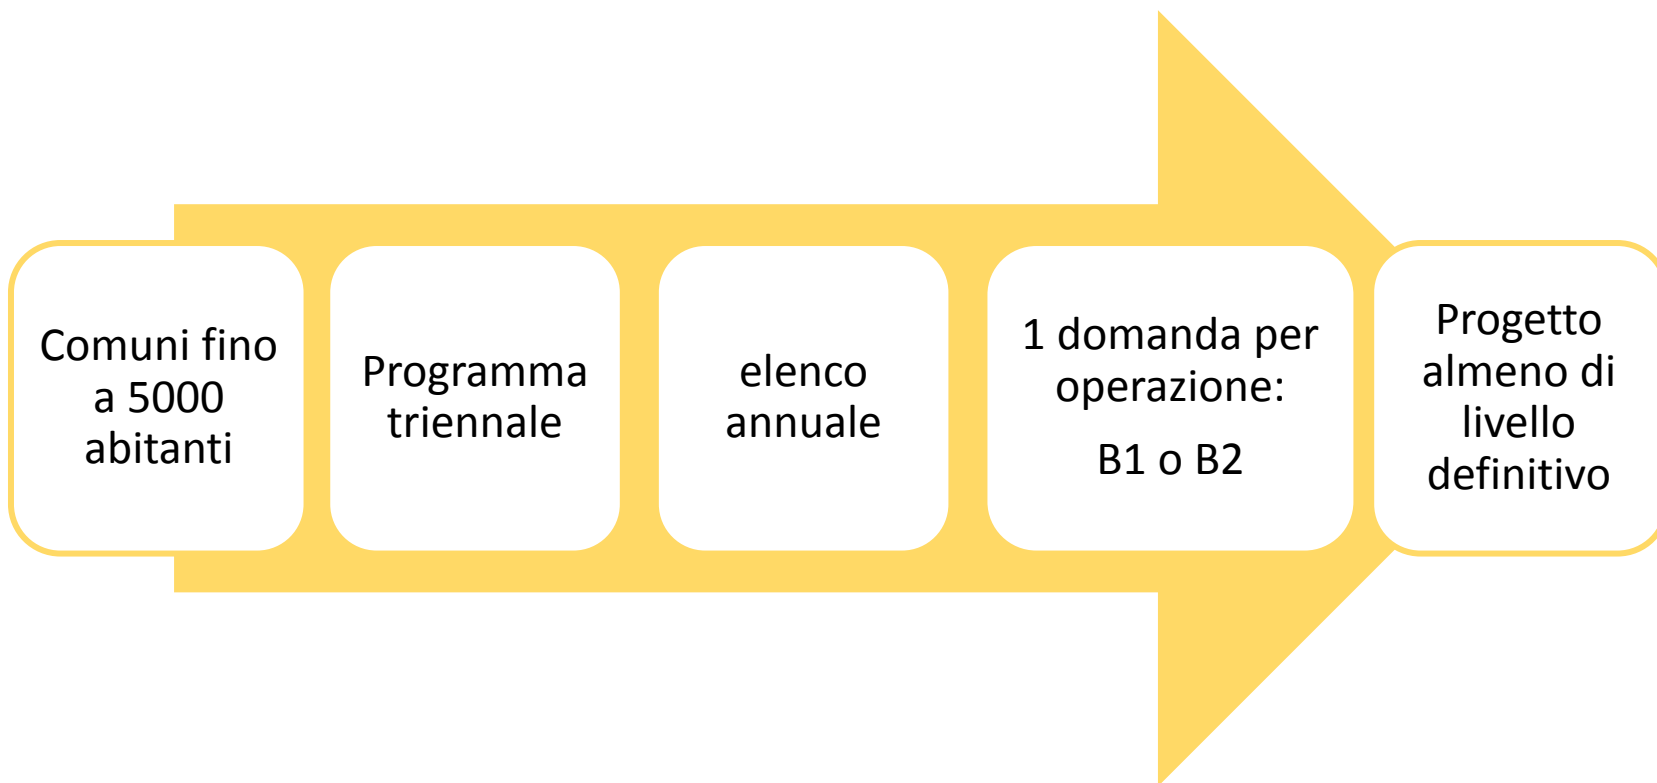 Comuni fino
a 5000
abitanti
Programma
triennale
elenco
annuale
1 domanda per
operazione:
B1 o B2
Progetto
almeno di
livello
definitivo